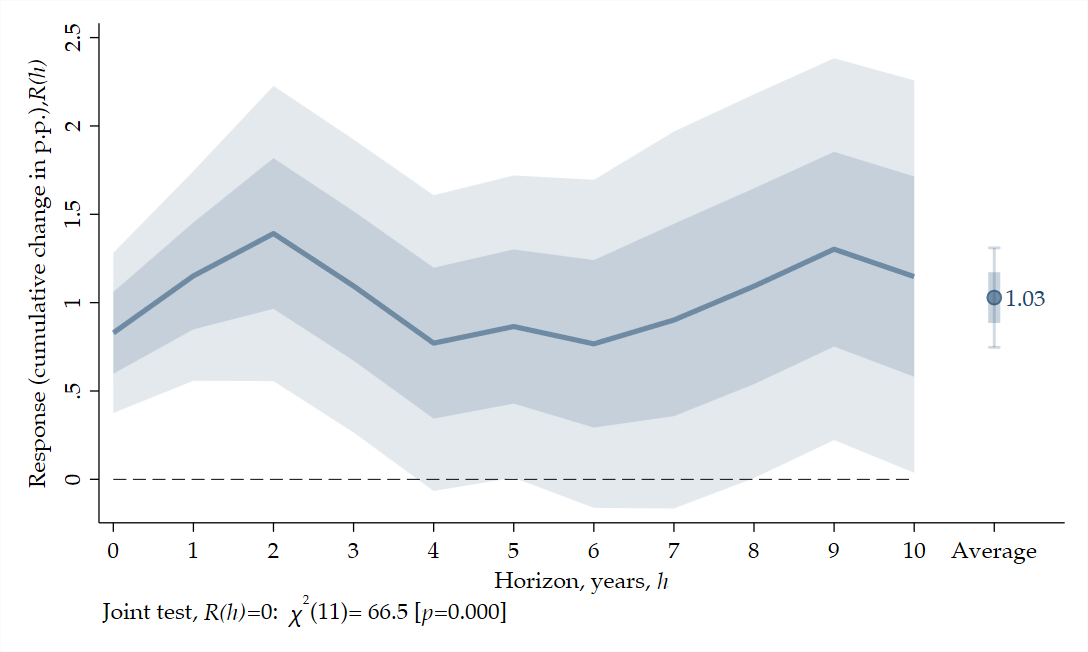 Response (cumulative change in p.p.),R(h)
2.5
2
1.5
1
.5
0
1.03
0 1 2 3 4 5 6 7 8 9 10 Average
Horizon, years, h
Joint test, R(h)=0: χ²(11)= 66.5 [p=0.000]